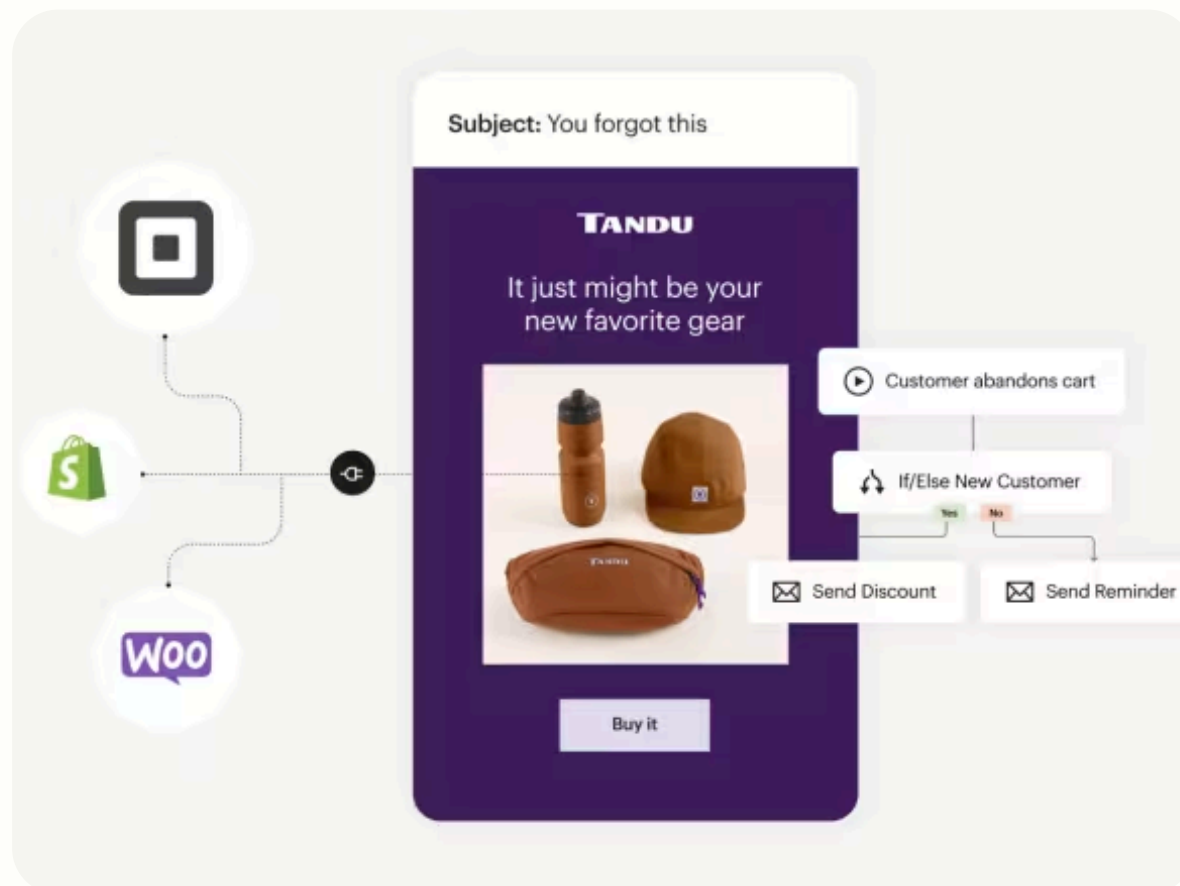 Subject: You forgot this
TANDU
It just might be your
new favorite gear
S
WOO
TANDU
Buy it
Customer abandons cart
If/Else New Customer
Yes No
Send Discount
Send Reminder